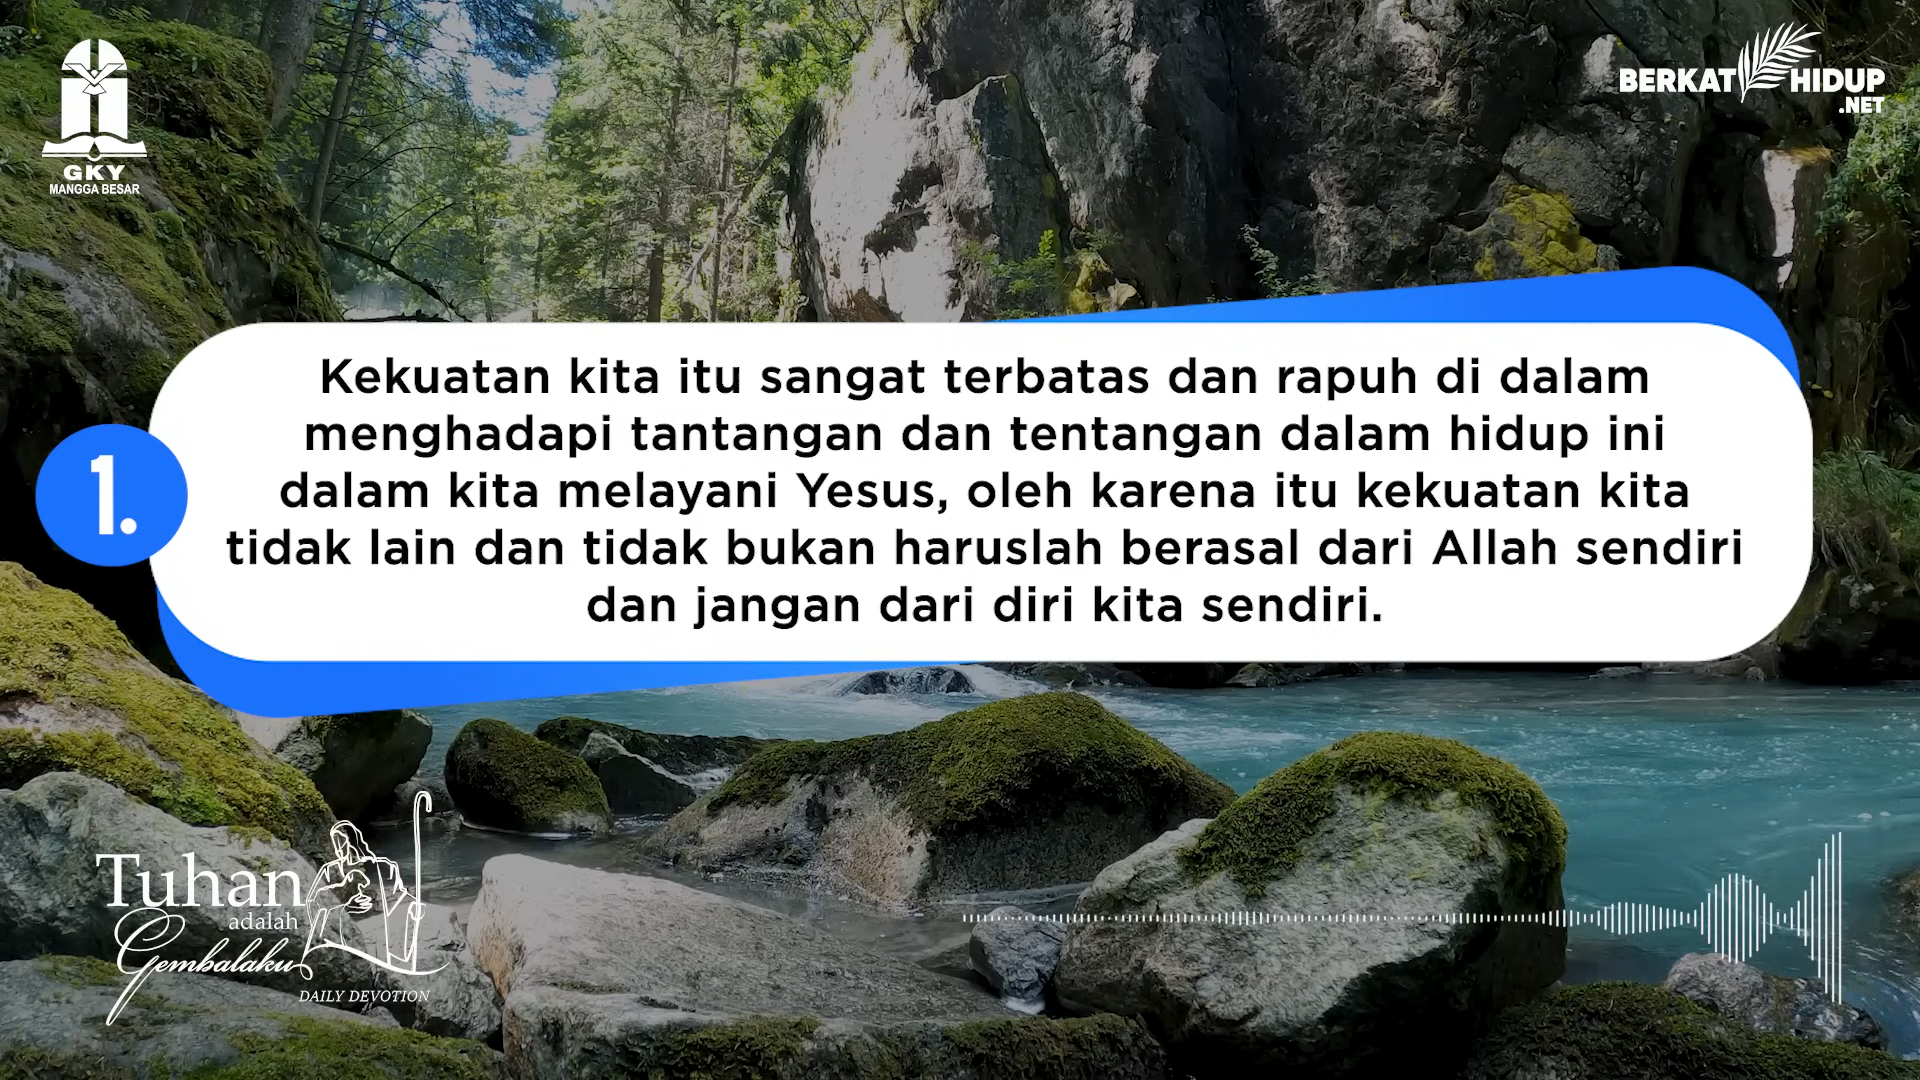 GKY
MANGGA BESAR
BERKAT HIDUP
.NET
1.
Kekuatan kita itu sangat terbatas dan rapuh di dalam
menghadapi tantangan dan tentangan dalam hidup ini
dalam kita melayani Yesus, oleh karena itu kekuatan kita
tidak lain dan tidak bukan haruslah berasal dari Allah sendiri
dan jangan dari diri kita sendiri.
Tuhan
adalah
Gembalaku
DAILY DEVOTION